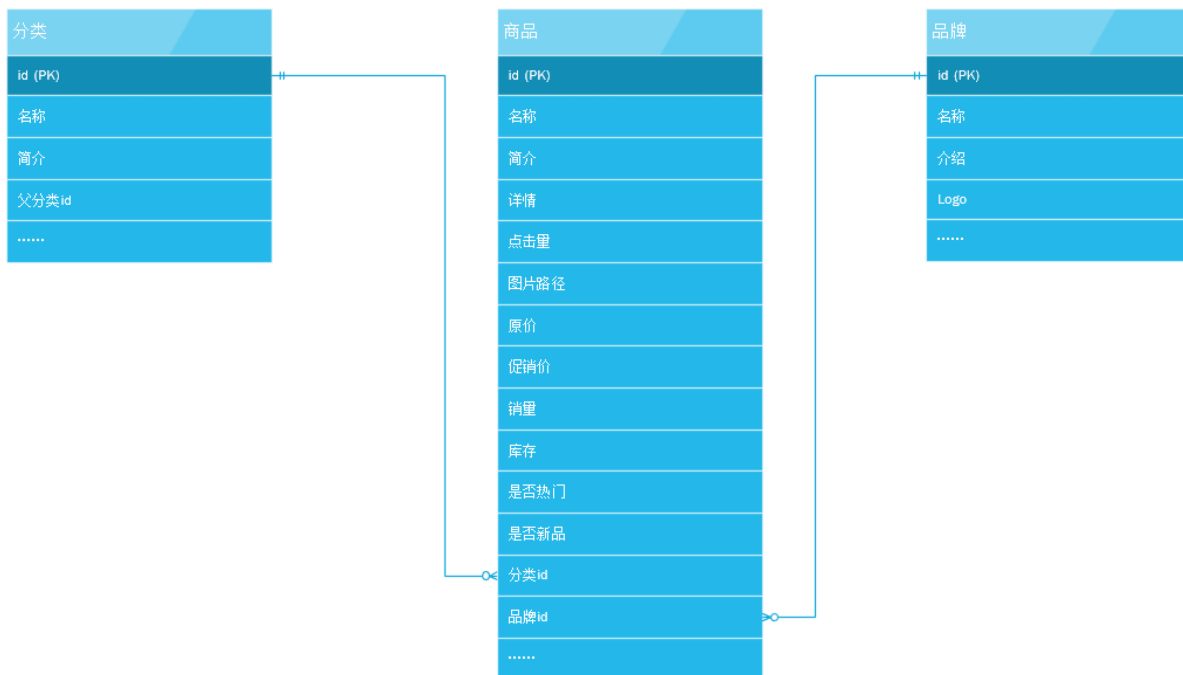 分类
id (PK)
名称
简介
父分类id
......
商品
id (PK)
名称
简介
详情
点击量
图片路径
原价
促销价
销量
库存
是否热门
是否新品
分类id
品牌id
......
品牌
id (PK)
名称
介绍
Logo
......